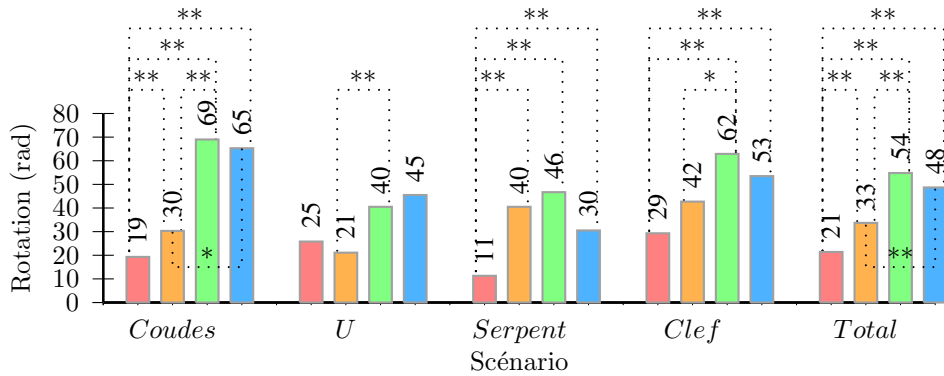 ** ** **
** ** ** **
** ** ** * ** **
80
70
60
50
40
30
20
10
0
Rotation (rad)
19 30 69 65
25 21 40 45
11 40 46 30
29 42 62 53
21 33 54 48
* **
Coudes U Serpent Clef Total
Scénario